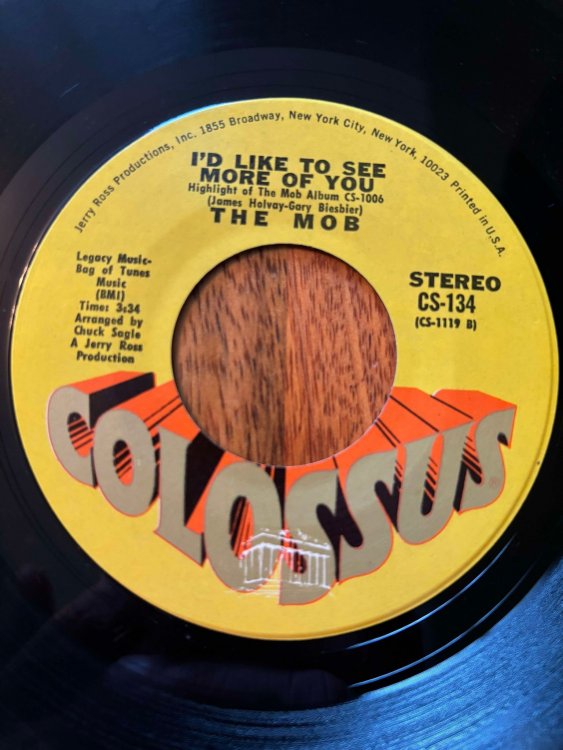 Jerry Ross Productions, Inc. 1855 Broadway, New York City, New York, 10023 Printed in U.S.A.
I'D LIKE TO SEE
MORE OF YOU
Highlight of The Mob Album CS-1006
(James Holvay-Gary Biesbier)
THE MOB
Legacy Music-
Bag of Tunes
Music
(BMI)
Time: 3:34
Arranged by
Chuck Sagle
A Jerry Ross
Production
STEREO
CS-134
(CS-1119 B)
COLOSSUS®